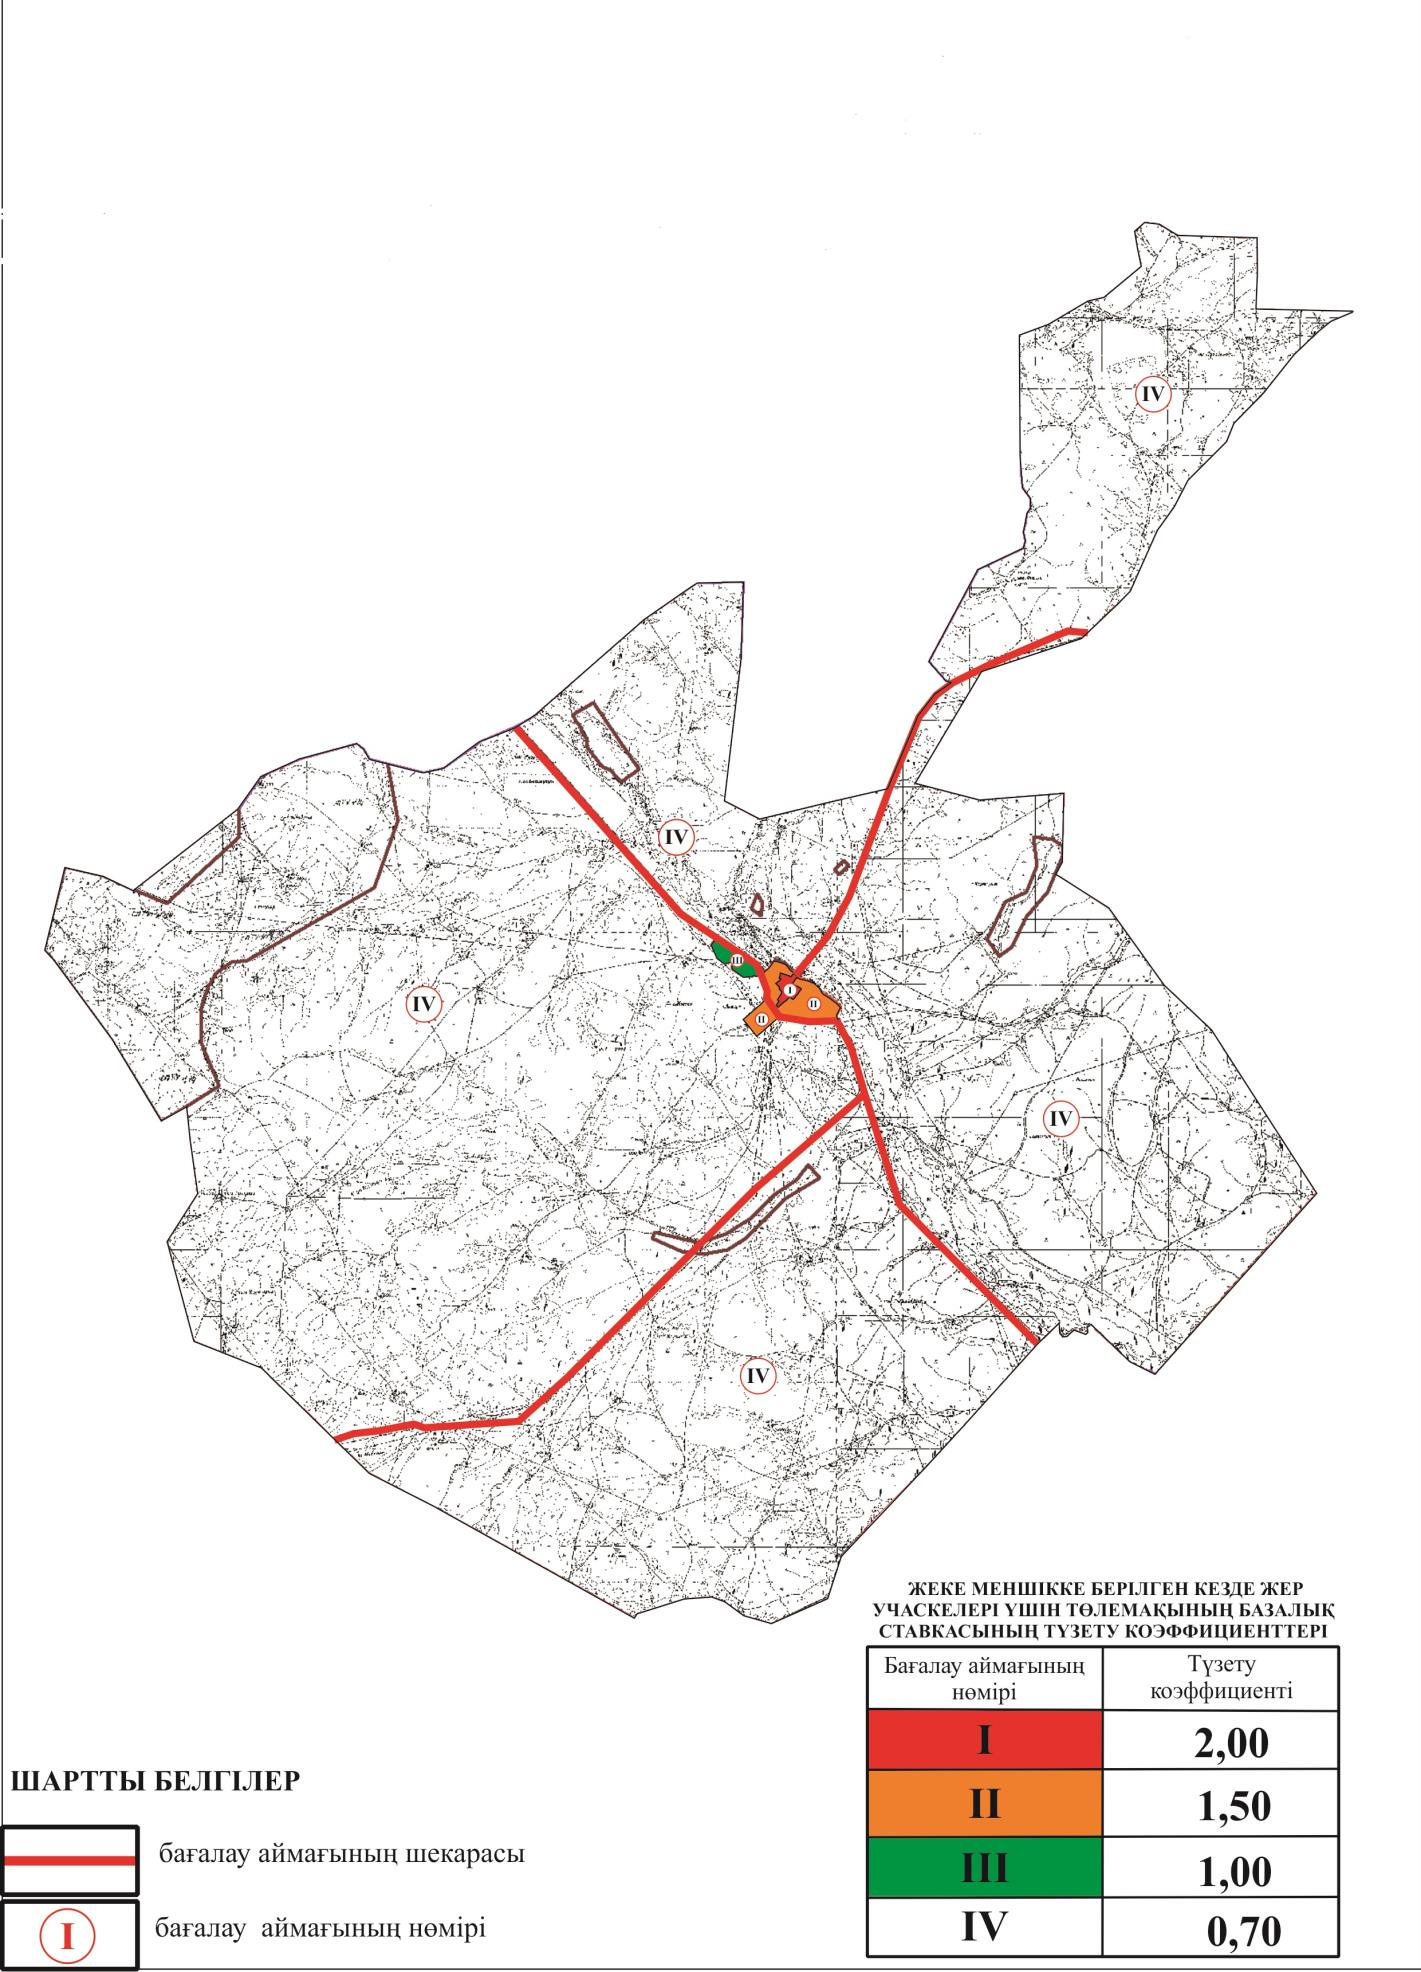 IV
IV
III
I
II
IV
II
IV
IV
ЖЕКЕ МЕНШІККЕ БЕРІЛГЕН КЕЗДЕ ЖЕР
УЧАСКЕЛЕРІ ҮШІН ТӨЛЕМАҚЫНЫҢ БАЗАЛЫҚ
СТАВКАСЫНЫҢ ТҮЗЕТУ КОЭФФИЦИЕНТТЕРІ
Бағалау аймағының
нөмірі
Түзету
коэффициенті
I 2,00
II 1,50
III 1,00
IV 0,70
ШАРТТЫ БЕЛГІЛЕР
бағалау аймағының шекарасы
I бағалау аймағының нөмірі